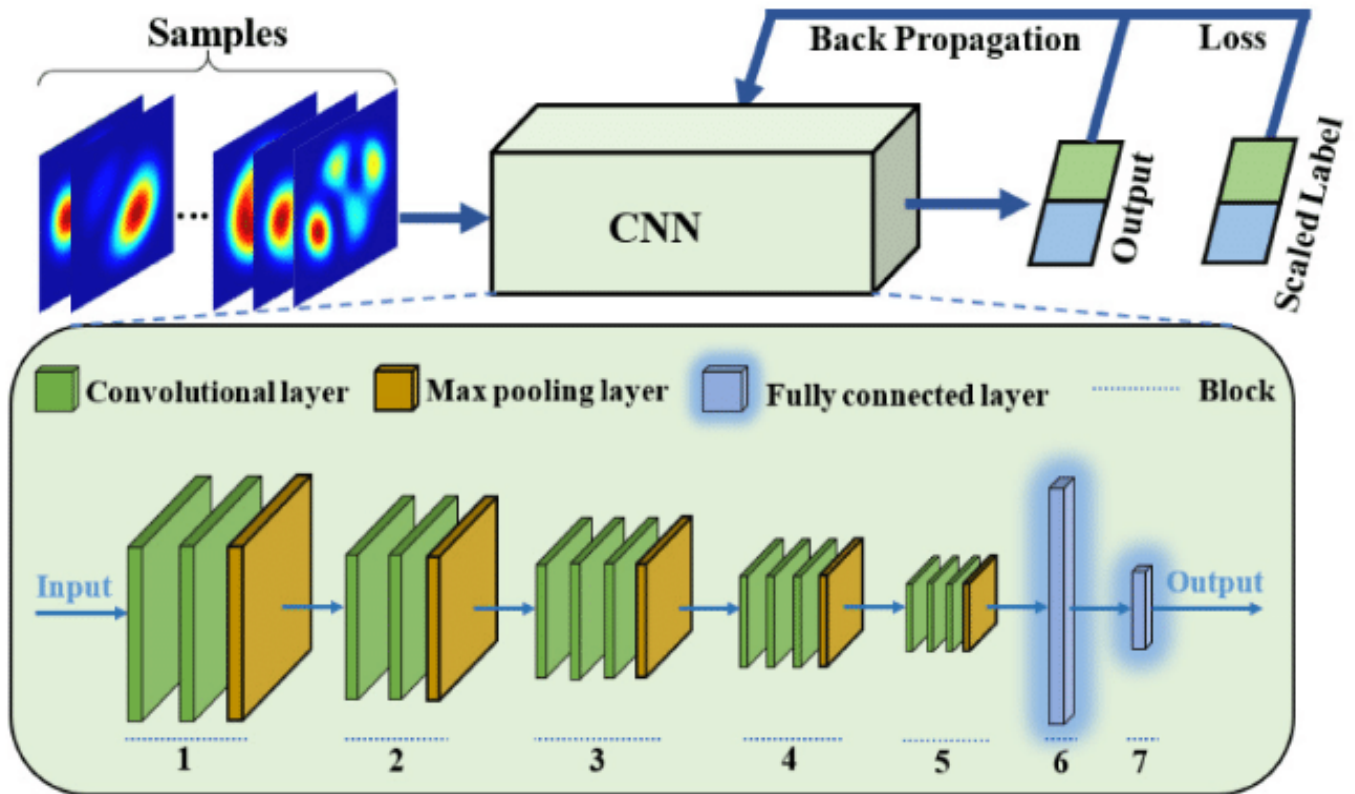 Samples
Back Propagation
Loss
...
CNN
Output
Scaled Label
Convolutional layer
Max pooling layer
Fully connected layer
Block
Input
Output
1
2
3
4
5
6
7